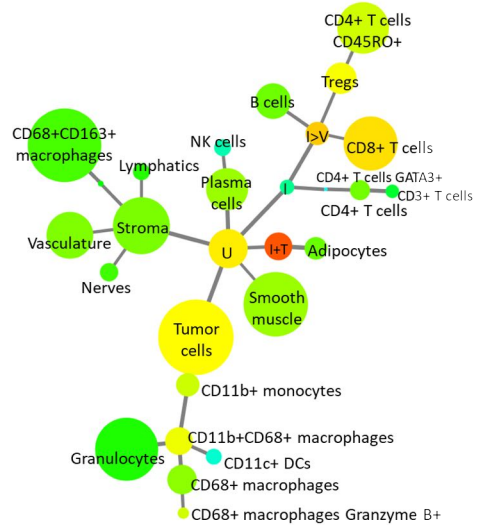 CD4+ T cells
CD45RO+
Tregs
B cells
I>V
CD8+ T cells
CD68+CD163+
macrophages
NK cells
Lymphatics
Plasma
cells
I
CD4+ T cells GATA3+
CD3+ T cells
CD4+ T cells
Stroma
Vasculature
U
I+T
Adipocytes
Nerves
Smooth
muscle
Tumor
cells
CD11b+ monocytes
CD11b+CD68+ macrophages
Granulocytes
CD11c+ DCs
CD68+ macrophages
CD68+ macrophages Granzyme B+